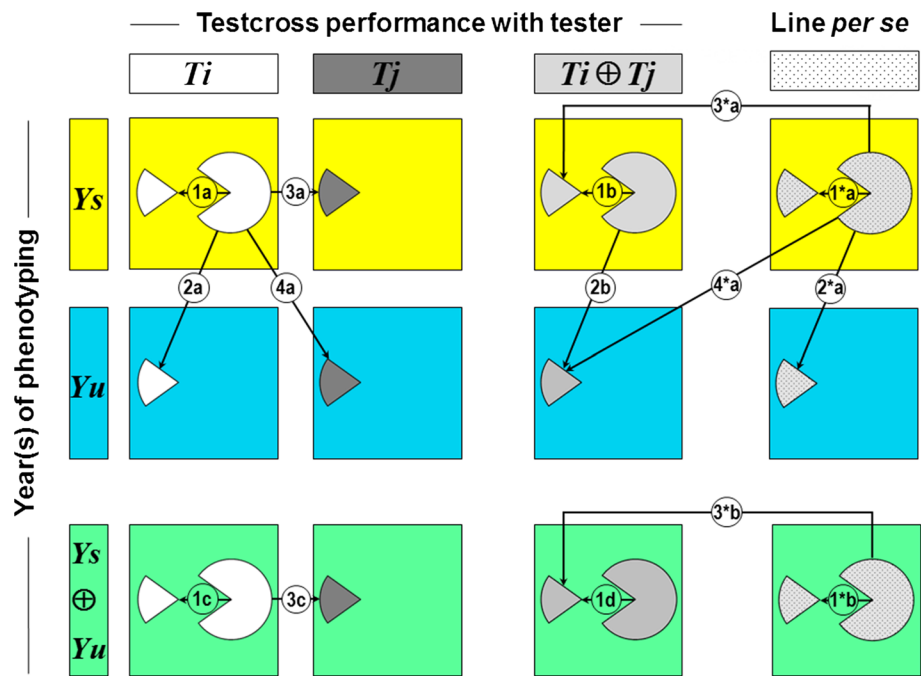 Testcross performance with tester
Line per se
Ti
Tj
Ti ⊕ Tj
3*a
Ys
1a
3a
1b
1*a
2a
4a
2b
4*a
2*a
Year(s) of phenotyping
Yu
3*b
Ys
⊕
Yu
1c
3c
1d
1*b